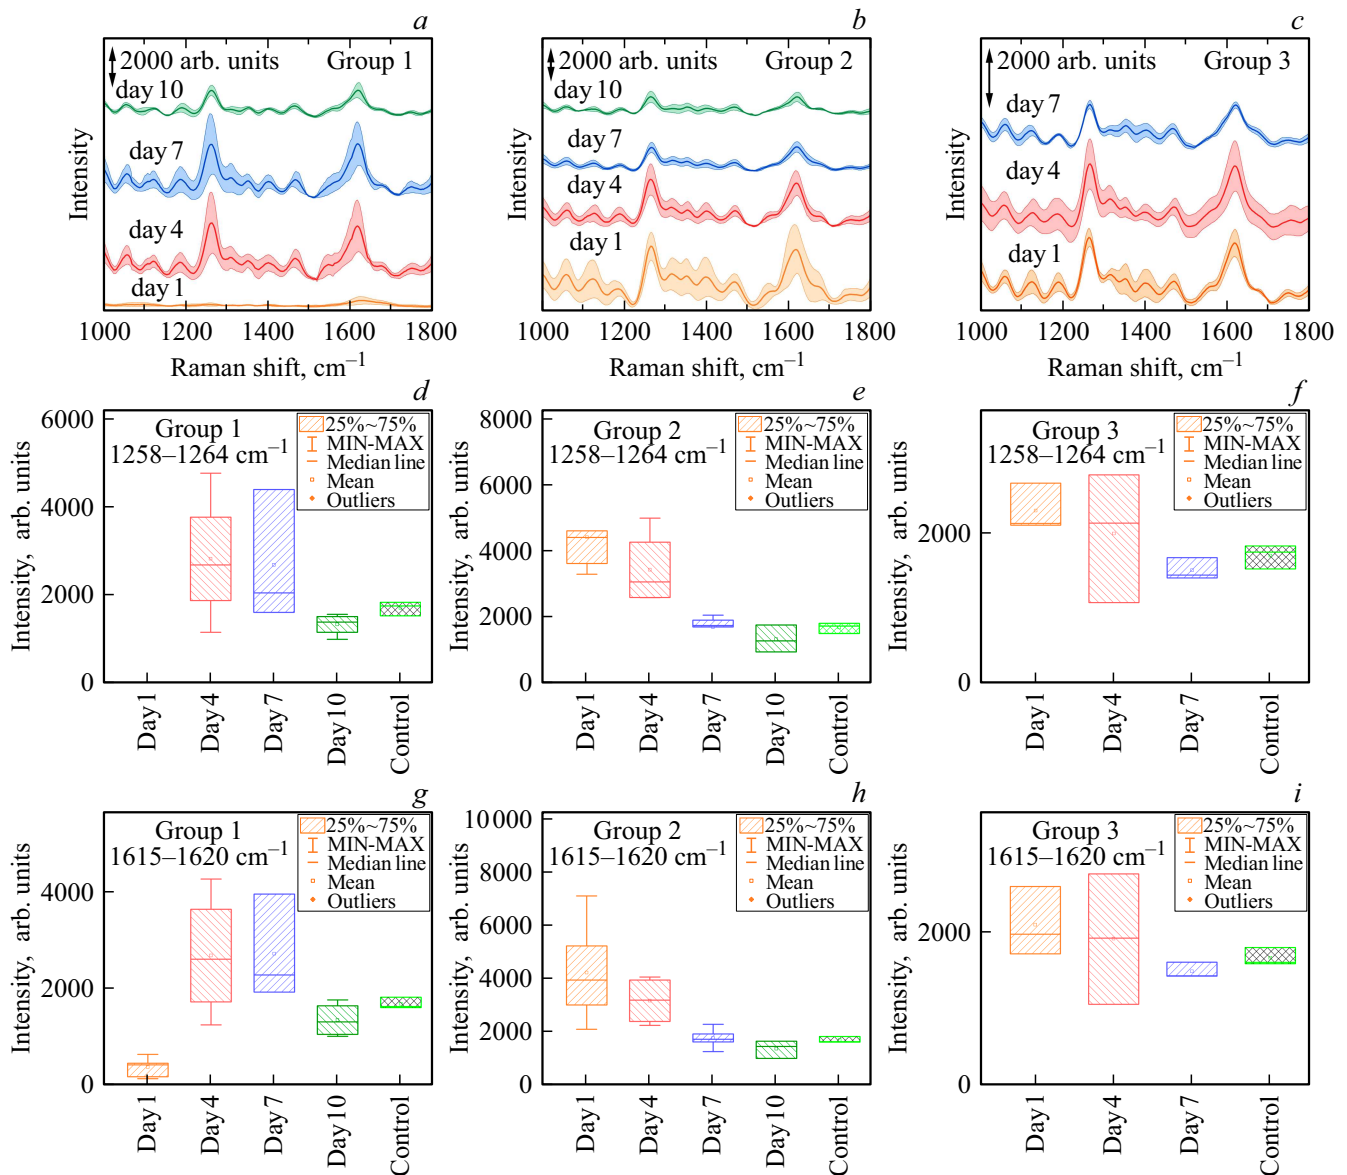 a
2000 arb. units
Group 1
day 10
day 7
day 4
day 1
Intensity
1000
1200
1400
1600
1800
Raman shift, cm⁻¹
b
2000 arb. units
Group 2
day 10
day 7
day 4
day 1
Intensity
1000
1200
1400
1600
1800
Raman shift, cm⁻¹
c
2000 arb. units
Group 3
day 7
day 4
day 1
Intensity
1000
1200
1400
1600
1800
Raman shift, cm⁻¹
d
Group 1
1258–1264 cm⁻¹
25%~75%
MIN-MAX
Median line
Mean
Outliers
Intensity, arb. units
6000
4000
2000
0
Day1
Day4
Day7
Day10
Control
e
Group 2
1258–1264 cm⁻¹
25%~75%
MIN-MAX
Median line
Mean
Outliers
Intensity, arb. units
8000
6000
4000
2000
0
Day1
Day4
Day7
Day10
Control
f
Group 3
1258–1264 cm⁻¹
25%~75%
MIN-MAX
Median line
Mean
Outliers
Intensity, arb. units
2000
0
Day1
Day4
Day7
Control
g
Group 1
1615–1620 cm⁻¹
25%~75%
MIN-MAX
Median line
Mean
Outliers
Intensity, arb. units
4000
2000
0
Day1
Day4
Day7
Day10
Control
h
Group 2
1615–1620 cm⁻¹
25%~75%
MIN-MAX
Median line
Mean
Outliers
Intensity, arb. units
10 000
8000
6000
4000
2000
0
Day1
Day4
Day7
Day10
Control
i
Group 3
1615–1620 cm⁻¹
25%~75%
MIN-MAX
Median line
Mean
Outliers
Intensity, arb. units
2000
0
Day1
Day4
Day7
Control